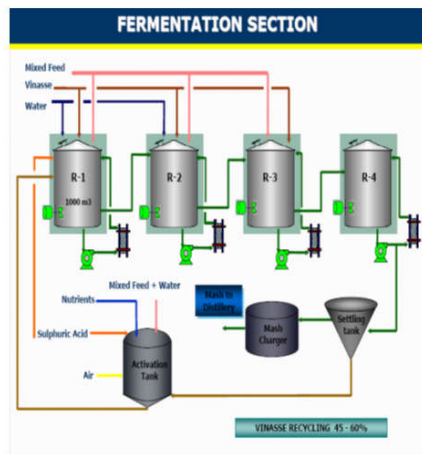 FERMENTATION SECTION
Mixed Feed
Vinasse
Water
R-1
1000 m3
R-2
R-3
R-4
Mixed Feed + Water
Nutrients
Sulphuric Acid
Air
Activation
Tank
Mash to
Distillery
Mash
Charger
Settling
tank
VINASSE RECYCLING 45 - 60%